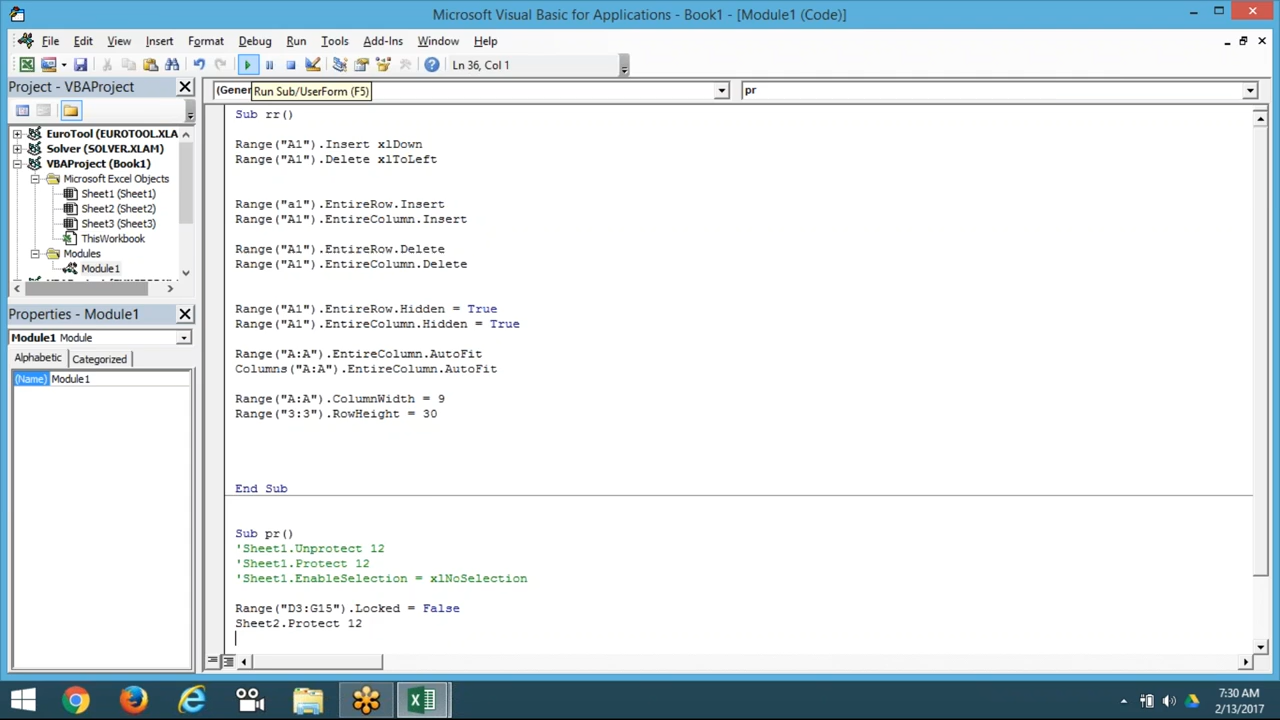 Microsoft Visual Basic for Applications - Book1 - [Module1 (Code)]
File Edit View Insert Format Debug Run Tools Add-Ins Window Help
Ln 36, Col 1
Project - VBAProject
(Gener
pr
Run Sub/UserForm (F5)
EuroTool (EUROTOOL.XLA
Solver (SOLVER.XLAM)
VBAProject (Book1)
Microsoft Excel Objects
Sheet1 (Sheet1)
Sheet2 (Sheet2)
Sheet3 (Sheet3)
ThisWorkbook
Modules
Module1
Properties - Module1
Module1 Module
Alphabetic Categorized
(Name) Module1
Sub rr()
Range("A1").Insert xlDown
Range("A1").Delete xlToLeft
Range("a1").EntireRow.Insert
Range("A1").EntireColumn.Insert
Range("A1").EntireRow.Delete
Range("A1").EntireColumn.Delete
Range("A1").EntireRow.Hidden = True
Range("A1").EntireColumn.Hidden = True
Range("A:A").EntireColumn.AutoFit
Columns("A:A").EntireColumn.AutoFit
Range("A:A").ColumnWidth = 9
Range("3:3").RowHeight = 30
End Sub
Sub pr()
'Sheet1.Unprotect 12
'Sheet1.Protect 12
'Sheet1.EnableSelection = xlNoSelection
Range("D3:G15").Locked = False
Sheet2.Protect 12
7:30 AM
2/13/2017